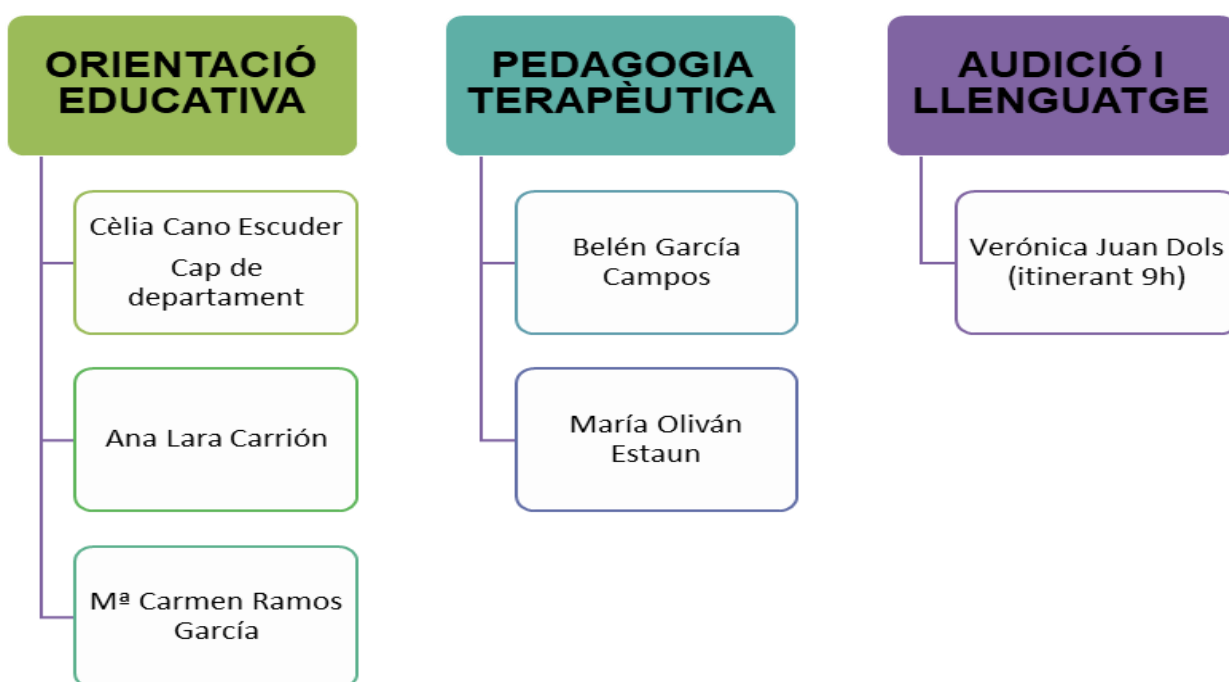 ORIENTACIÓ
EDUCATIVA
Cèlia Cano Escuder
Cap de
departament
Ana Lara Carrión
Mª Carmen Ramos
García
PEDAGOGIA
TERAPÈUTICA
Belén García
Campos
María Oliván
Estaun
AUDICIÓ I
LLENGUATGE
Verónica Juan Dols
(itinerant 9h)